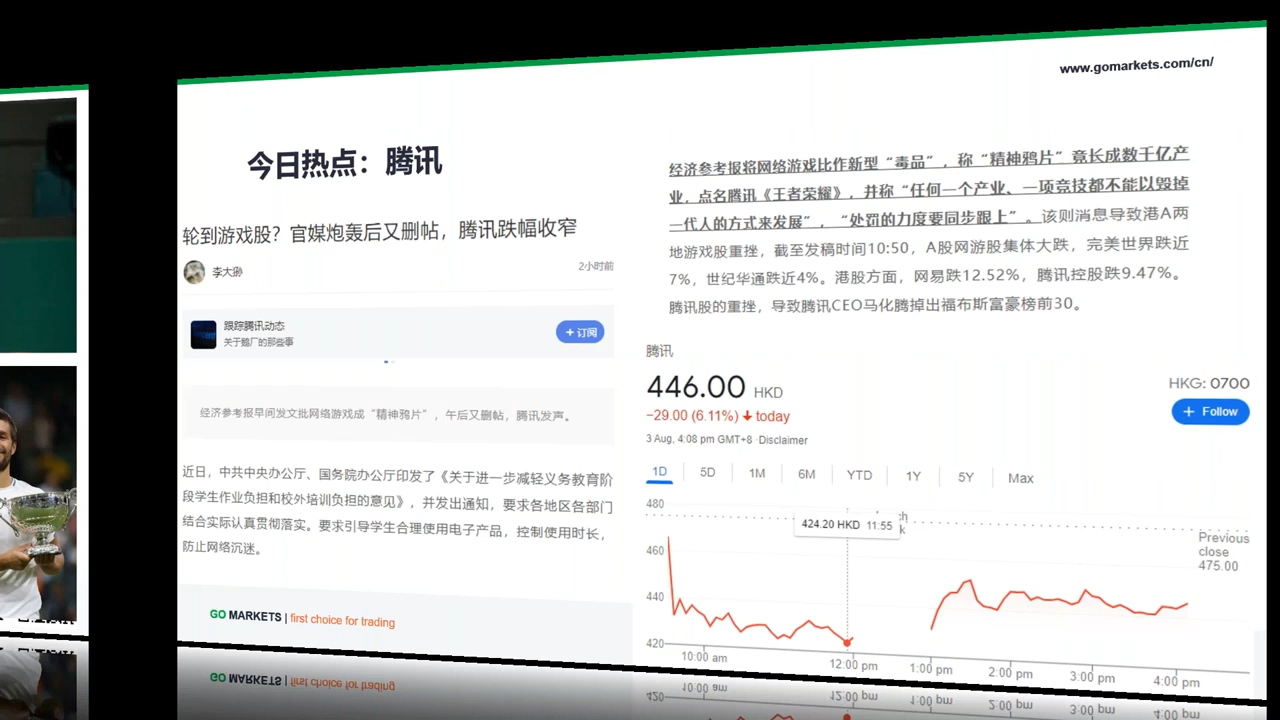 www.gomarkets.com/cn/
今日热点：腾讯
轮到游戏股？官媒炮轰后又删帖，腾讯跌幅收窄
李大骖
2小时前
跟踪腾讯动态
关于鹅厂的那些事
+ 订阅
经济参考报早间发文批网络游戏成“精神鸦片”，午后又删帖，腾讯发声。
近日，中共中央办公厅、国务院办公厅印发了《关于进一步减轻义务教育阶
段学生作业负担和校外培训负担的意见》，并发出通知，要求各地区各部门
结合实际认真贯彻落实。要求引导学生合理使用电子产品，控制使用时长，
防止网络沉迷。
GO MARKETS | first choice for trading
经济参考报将网络游戏比作新型“毒品”，称“精神鸦片”竟长成数千亿产
业，点名腾讯《王者荣耀》，并称“任何一个产业、一项竞技都不能以毁掉
一代人的方式来发展”，“处罚的力度要同步跟上”。该则消息导致港A两
地游戏股重挫，截至发稿时间10:50，A股网游股集体大跌，完美世界跌近
7%，世纪华通跌近4%。港股方面，网易跌12.52%，腾讯控股跌9.47%。
腾讯股的重挫，导致腾讯CEO马化腾掉出福布斯富豪榜前30。
腾讯
446.00 HKD
HKG: 0700
−29.00 (6.11%) today
+ Follow
3 Aug, 4:08 pm GMT+8 ·Disclaimer
1D 5D 1M 6M YTD 1Y 5Y Max
480
424.20 HKD 11:55
Previous
close
475.00
460
440
420
10:00 am 12:00 pm 1:00 pm 2:00 pm 3:00 pm 4:00 pm